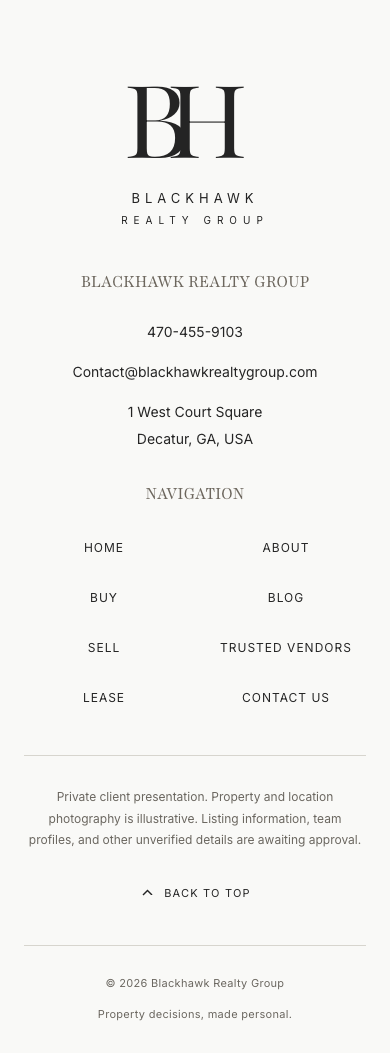 BH
BLACKHAWK
REALTY GROUP
BLACKHAWK REALTY GROUP
470-455-9103
Contact@blackhawkrealtygroup.com
1 West Court Square
Decatur, GA, USA
NAVIGATION
HOME
ABOUT
BUY
BLOG
SELL
TRUSTED VENDORS
LEASE
CONTACT US
Private client presentation. Property and location
photography is illustrative. Listing information, team
profiles, and other unverified details are awaiting approval.
BACK TO TOP
© 2026 Blackhawk Realty Group
Property decisions, made personal.